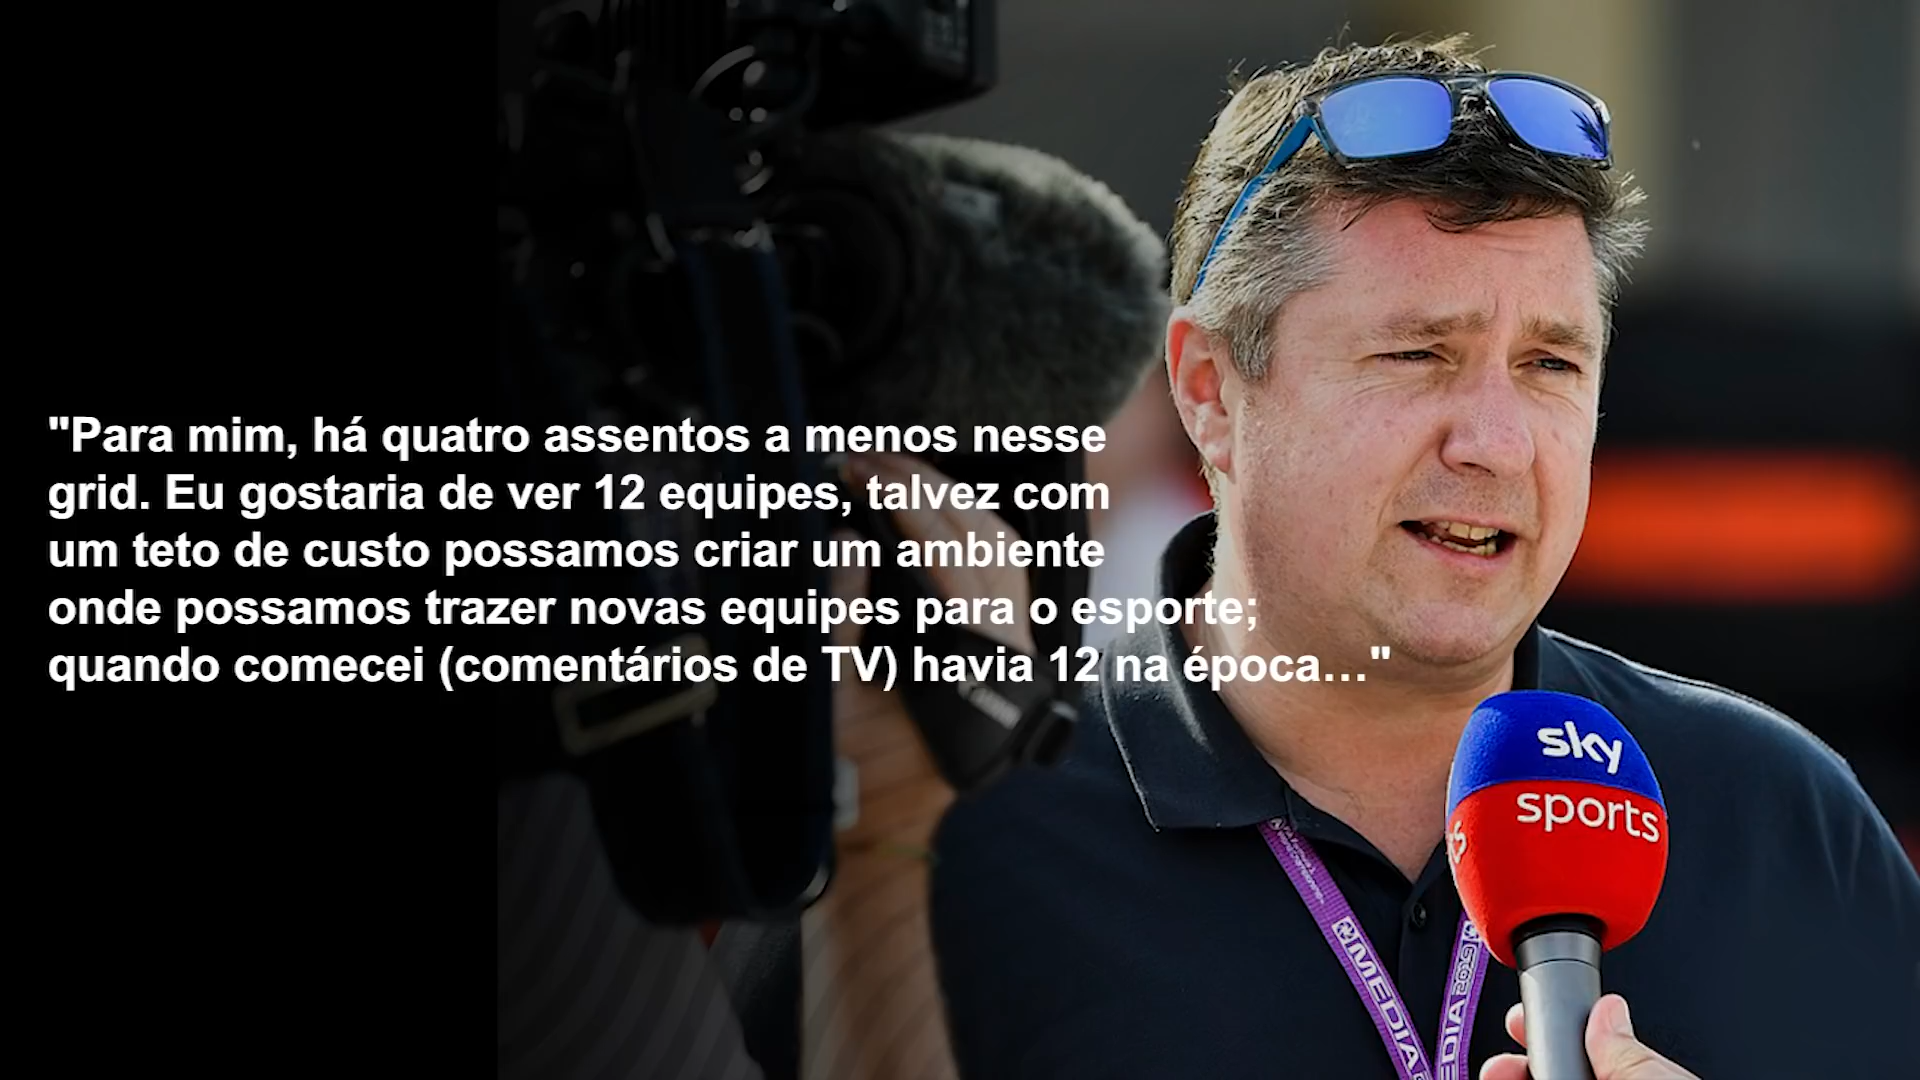 "Para mim, há quatro assentos a menos nesse
grid. Eu gostaria de ver 12 equipes, talvez com
um teto de custo possamos criar um ambiente
onde possamos trazer novas equipes para o esporte;
quando comecei (comentários de TV) havia 12 na época…"
sky
sports
MEDIA
MEDIA 2019